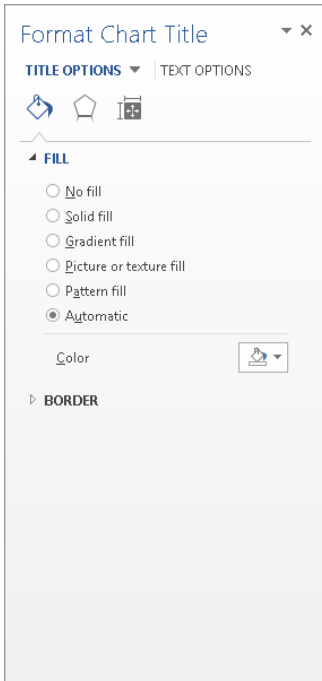 Format Chart Title
TITLE OPTIONS TEXT OPTIONS
FILL
No fill
Solid fill
Gradient fill
Picture or texture fill
Pattern fill
Automatic
Color
BORDER